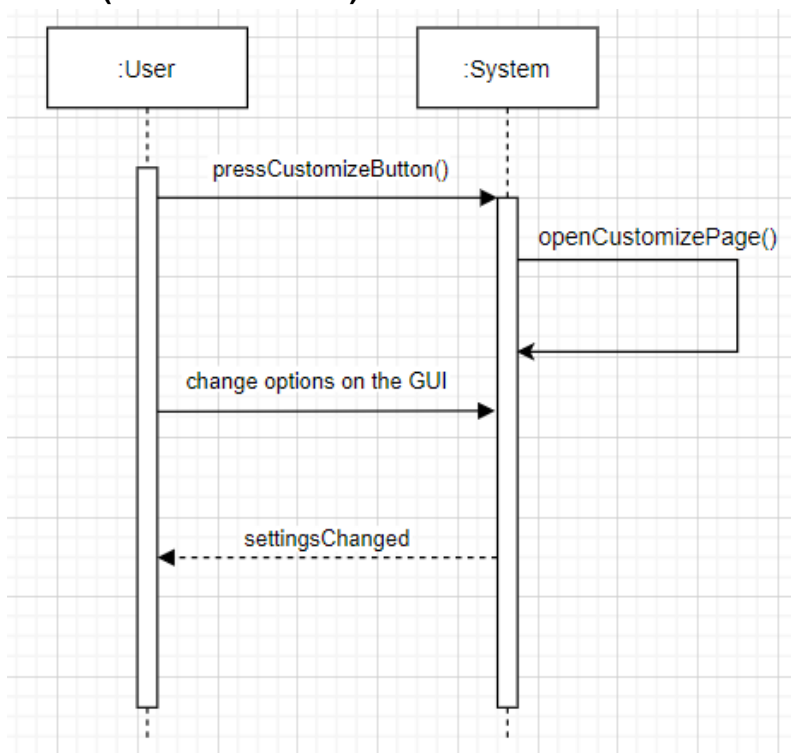 :User
:System
pressCustomizeButton()
openCustomizePage()
change options on the GUI
settingsChanged